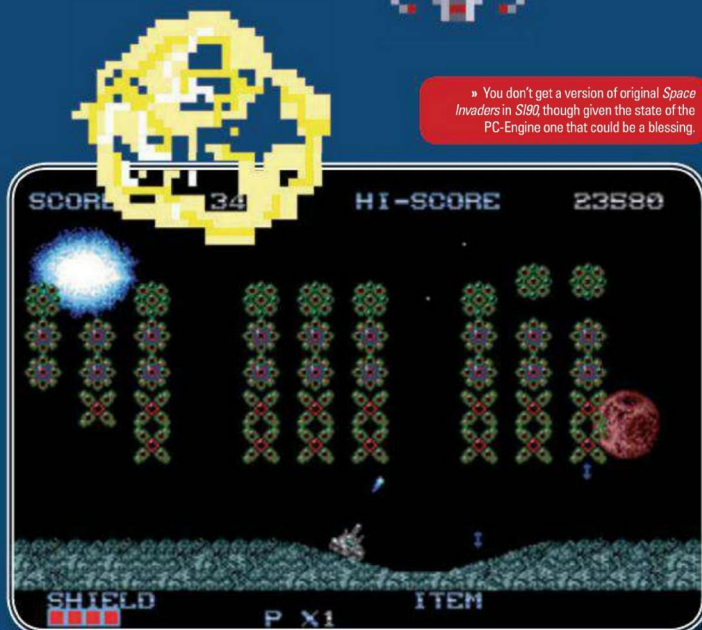 » You don't get a version of original Space
Invaders in SI90, though given the state of the
PC-Engine one that could be a blessing.
SCORE 34 HI-SCORE 23580
SHIELD ITEM
P X1